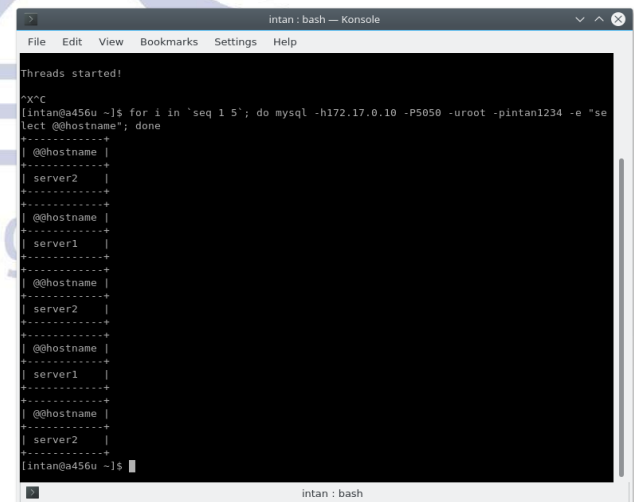 intan : bash — Konsole
File Edit View Bookmarks Settings Help
Threads started!
^X^C
[intan@a456u ~]$ for i in `seq 1 5`; do mysql -h172.17.0.10 -P5050 -uroot -pintan1234 -e "se
lect @@hostname"; done
+------------+
| @@hostname |
+------------+
| server2    |
+------------+
+------------+
| @@hostname |
+------------+
| server1    |
+------------+
+------------+
| @@hostname |
+------------+
| server2    |
+------------+
+------------+
| @@hostname |
+------------+
| server1    |
+------------+
+------------+
| @@hostname |
+------------+
| server2    |
+------------+
[intan@a456u ~]$
intan : bash